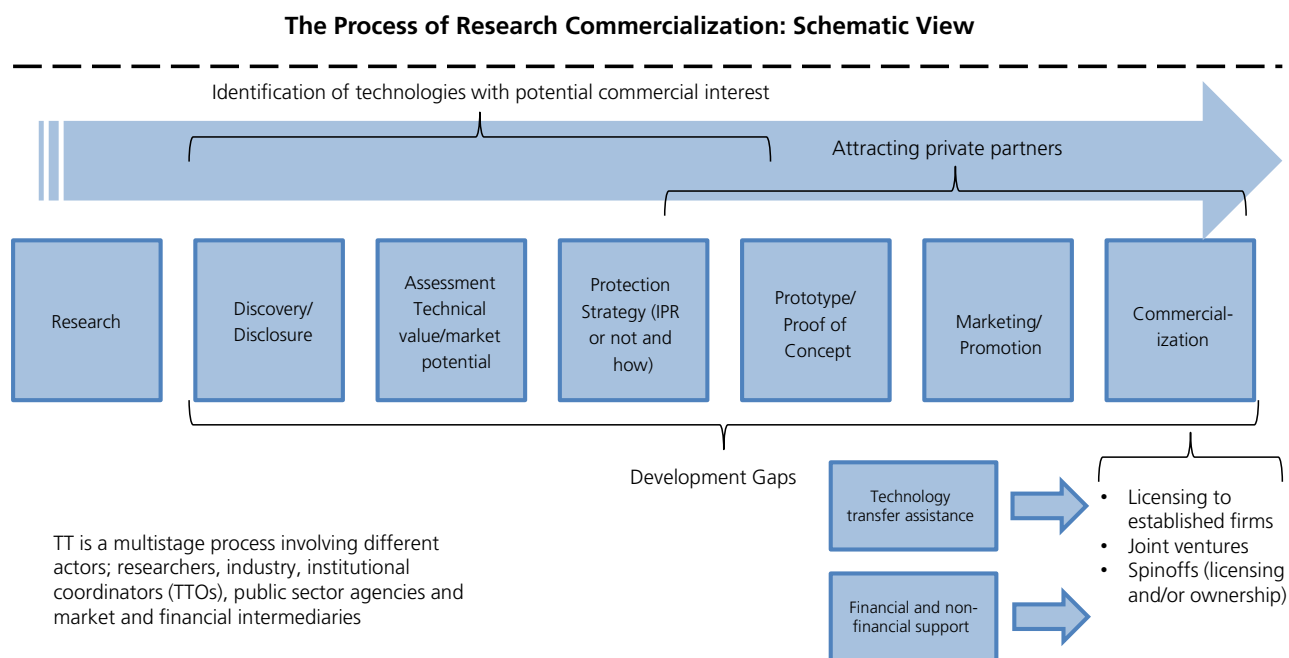 The Process of Research Commercialization: Schematic View
Identification of technologies with potential commercial interest
Attracting private partners
Research
Discovery/
Disclosure
Assessment
Technical
value/market
potential
Protection
Strategy (IPR
or not and
how)
Prototype/
Proof of
Concept
Marketing/
Promotion
Commercial-
ization
Development Gaps
Technology
transfer assistance
Financial and non-
financial support
• Licensing to
established firms
• Joint ventures
• Spinoffs (licensing
and/or ownership)
TT is a multistage process involving different
actors; researchers, industry, institutional
coordinators (TTOs), public sector agencies and
market and financial intermediaries